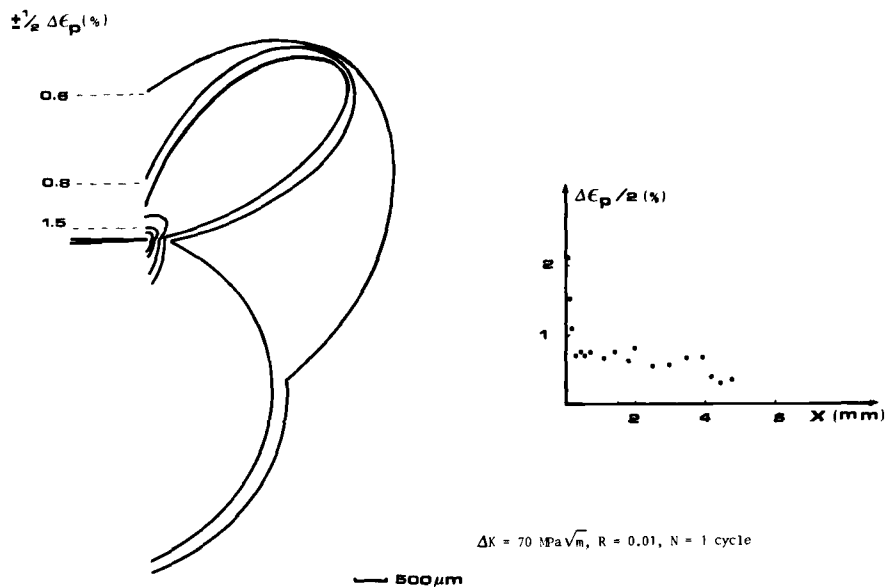 ±1/2 Δϵp(%)
0.6
0.8
1.5
Δϵp/2(%)
2
1
2 4 6 X(mm)
ΔK = 70 MPa√m, R = 0.01, N = 1 cycle
500μm